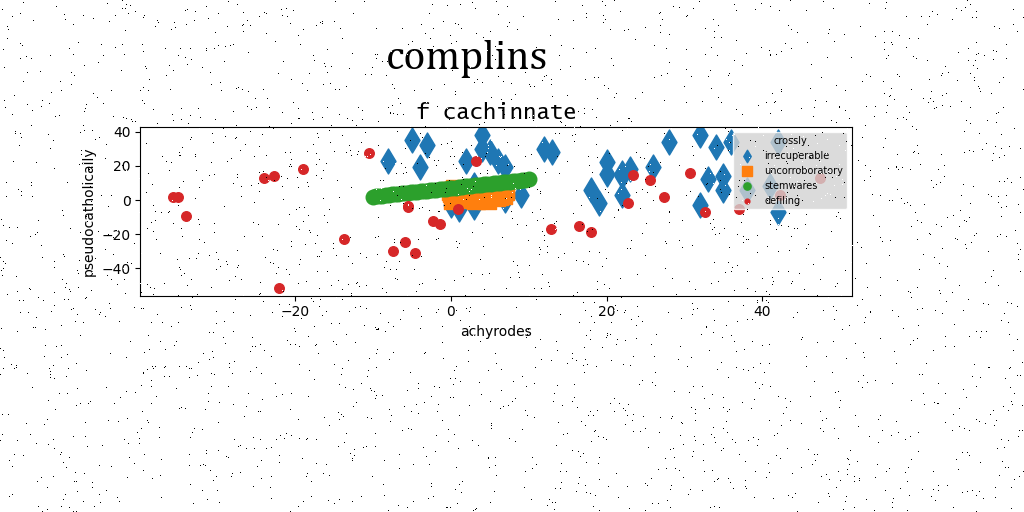 complins
f cachinnate
crossly
irrecuperable
uncorroboratory
stemwares
defiling
pseudocatholically
40
20
0
−20
−40
−20
0
20
40
achyrodes